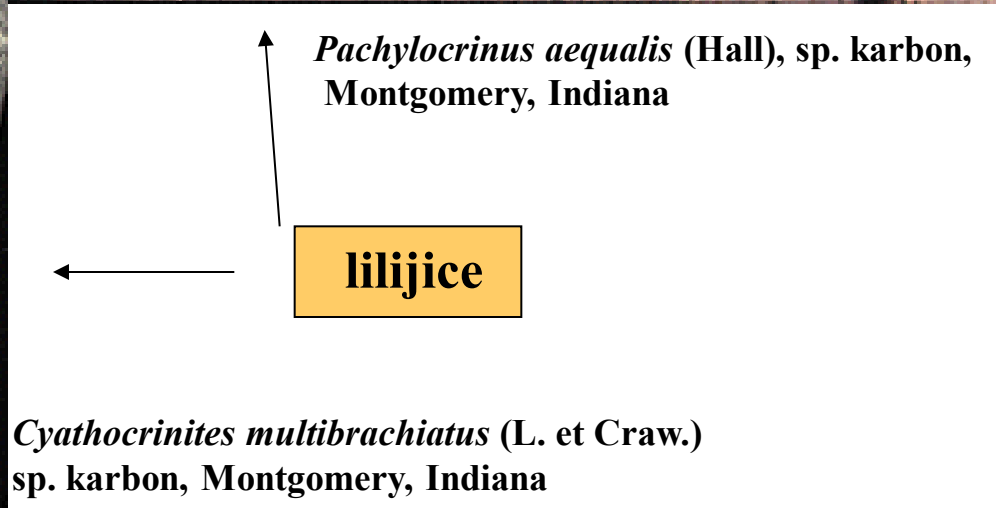 Pachylocrinus aequalis (Hall), sp. karbon,
Montgomery, Indiana
lilijice
Cyathocrinites multibrachiatus (L. et Craw.)
sp. karbon, Montgomery, Indiana